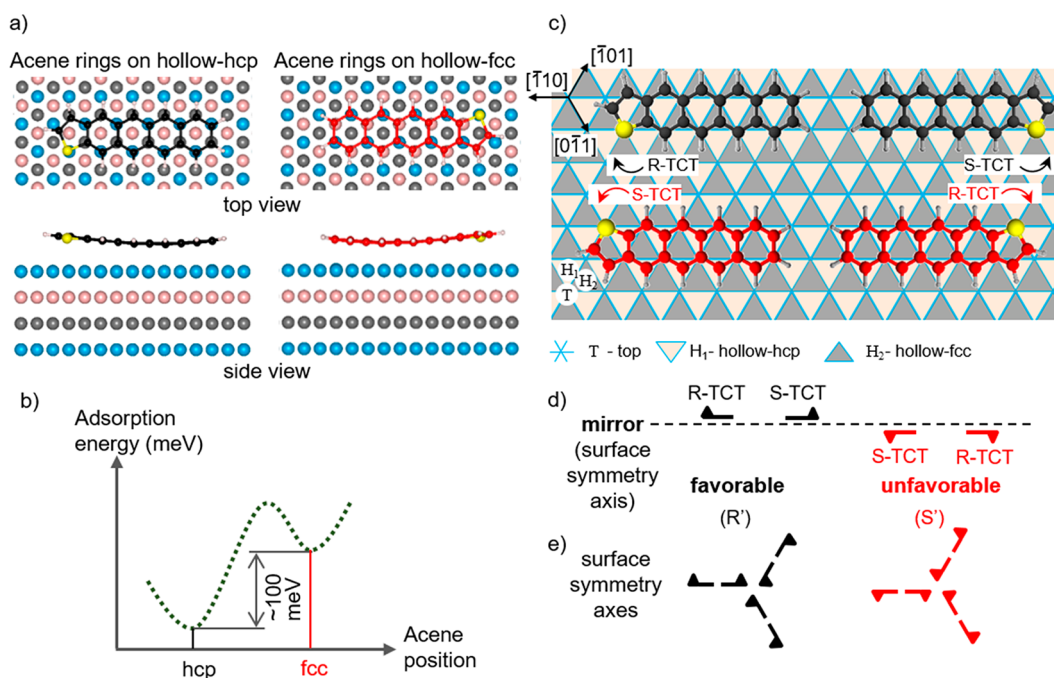 a)
Acene rings on hollow-hcp
Acene rings on hollow-fcc
top view
side view
b)
Adsorption
energy (meV)
~100
meV
hcp
fcc
Acene
position
c)
[1̅01]
[1̅10]
[01̅1]
R-TCT
S-TCT
S-TCT
R-TCT
H₁
H₂
T
T - top
H₁- hollow-hcp
H₂- hollow-fcc
d)
R-TCT
S-TCT
mirror
(surface
symmetry
axis)
S-TCT
R-TCT
favorable
unfavorable
(R')
(S')
e)
surface
symmetry
axes